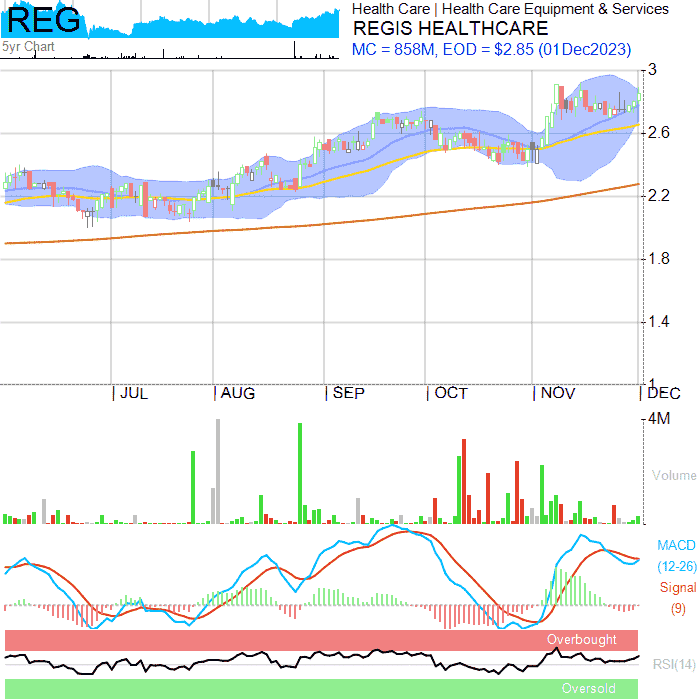 REG
5yr Chart
Health Care | Health Care Equipment & Services
REGIS HEALTHCARE
MC = 858M, EOD = $2.85 (01Dec2023)
3
2.6
2.2
1.8
1.4
1
| JUL | AUG | SEP | OCT | NOV | DEC
4M
Volume
MACD
(12-26)
Signal
(9)
Overbought
RSI(14)
Oversold